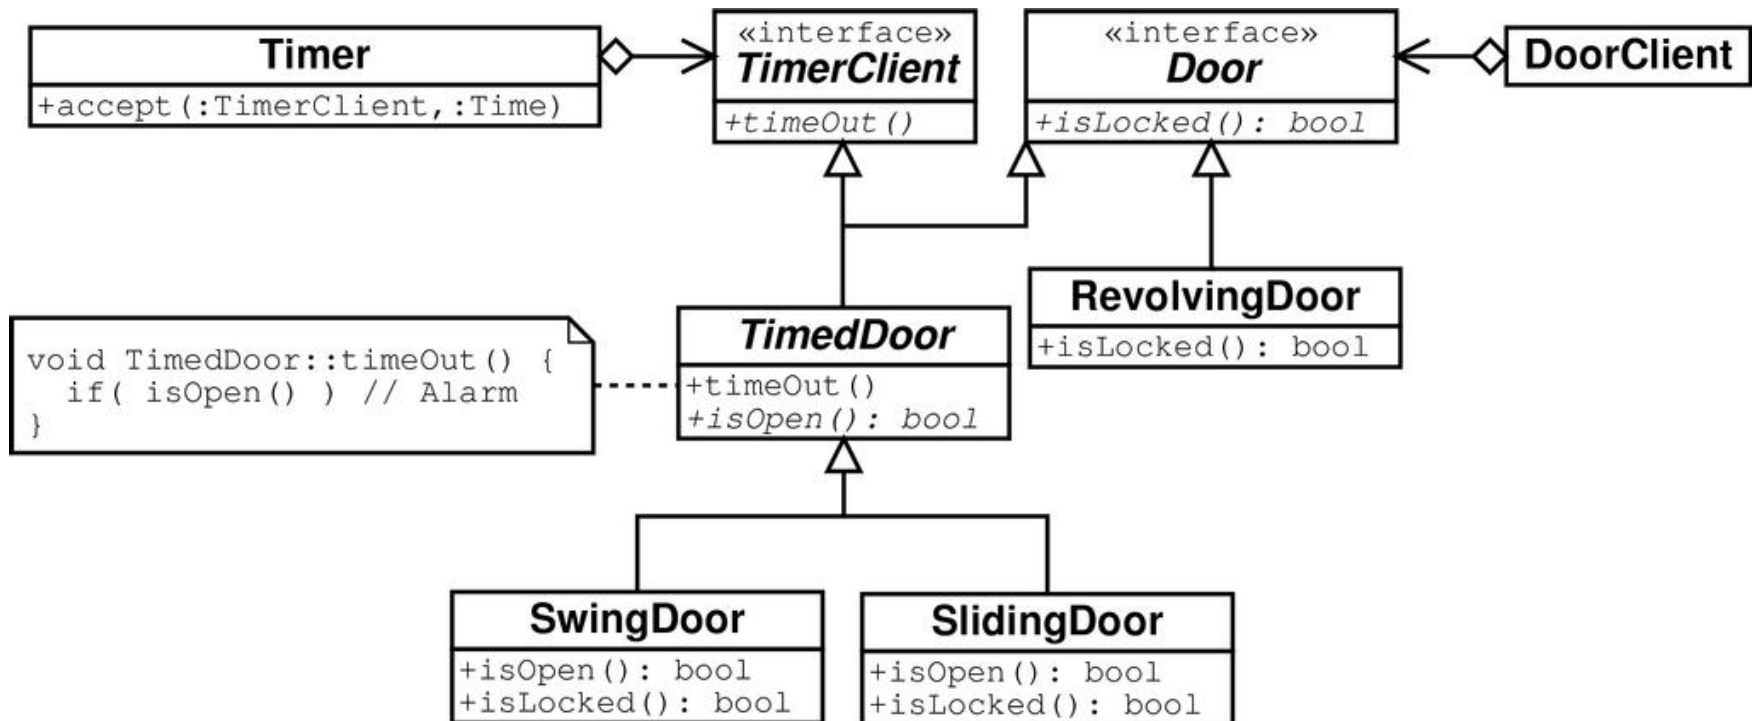 Timer
+accept(:TimerClient,:Time)
«interface»
TimerClient
+timeOut()
«interface»
Door
+isLocked(): bool
DoorClient
RevolvingDoor
+isLocked(): bool
void TimedDoor::timeOut() {
if( isOpen() ) // Alarm
}
TimedDoor
+timeOut()
+isOpen(): bool
SwingDoor
+isOpen(): bool
+isLocked(): bool
SlidingDoor
+isOpen(): bool
+isLocked(): bool